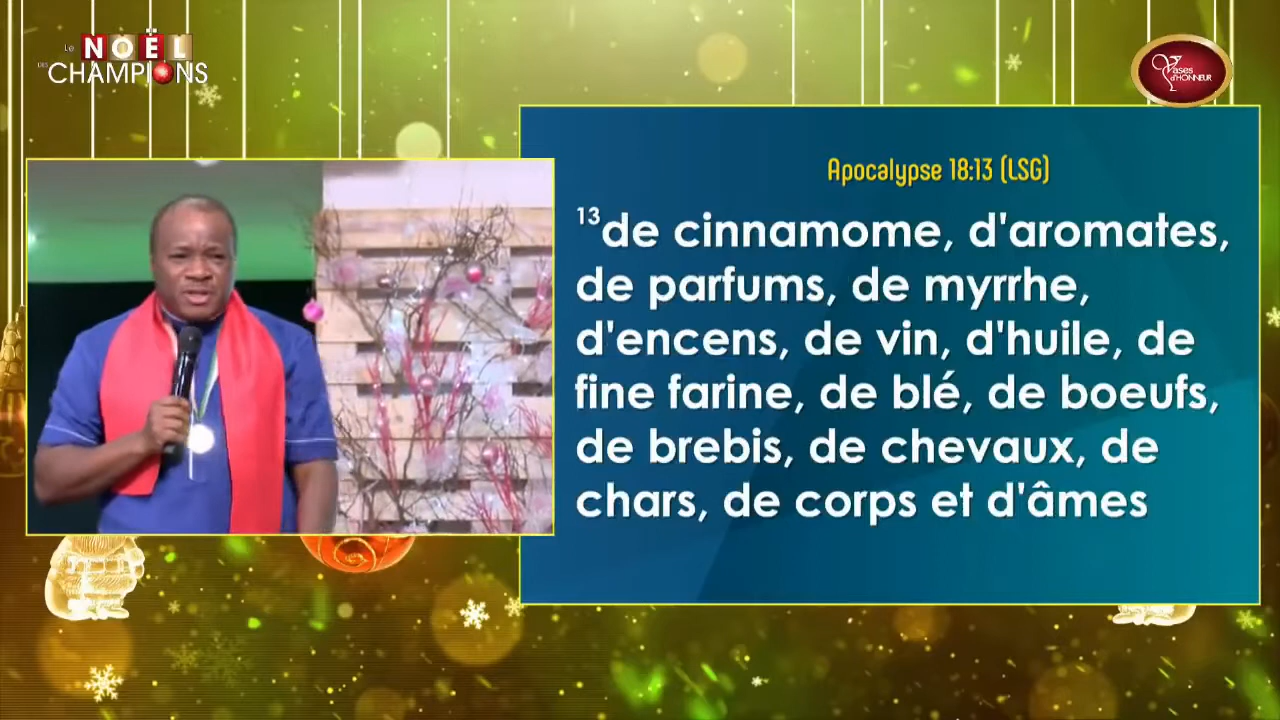 Le NOËL
DES CHAMPIONS
Vases
d'HONNEUR
Apocalypse 18:13 (LSG)
13de cinnamome, d'aromates,
de parfums, de myrrhe,
d'encens, de vin, d'huile, de
fine farine, de blé, de boeufs,
de brebis, de chevaux, de
chars, de corps et d'âmes